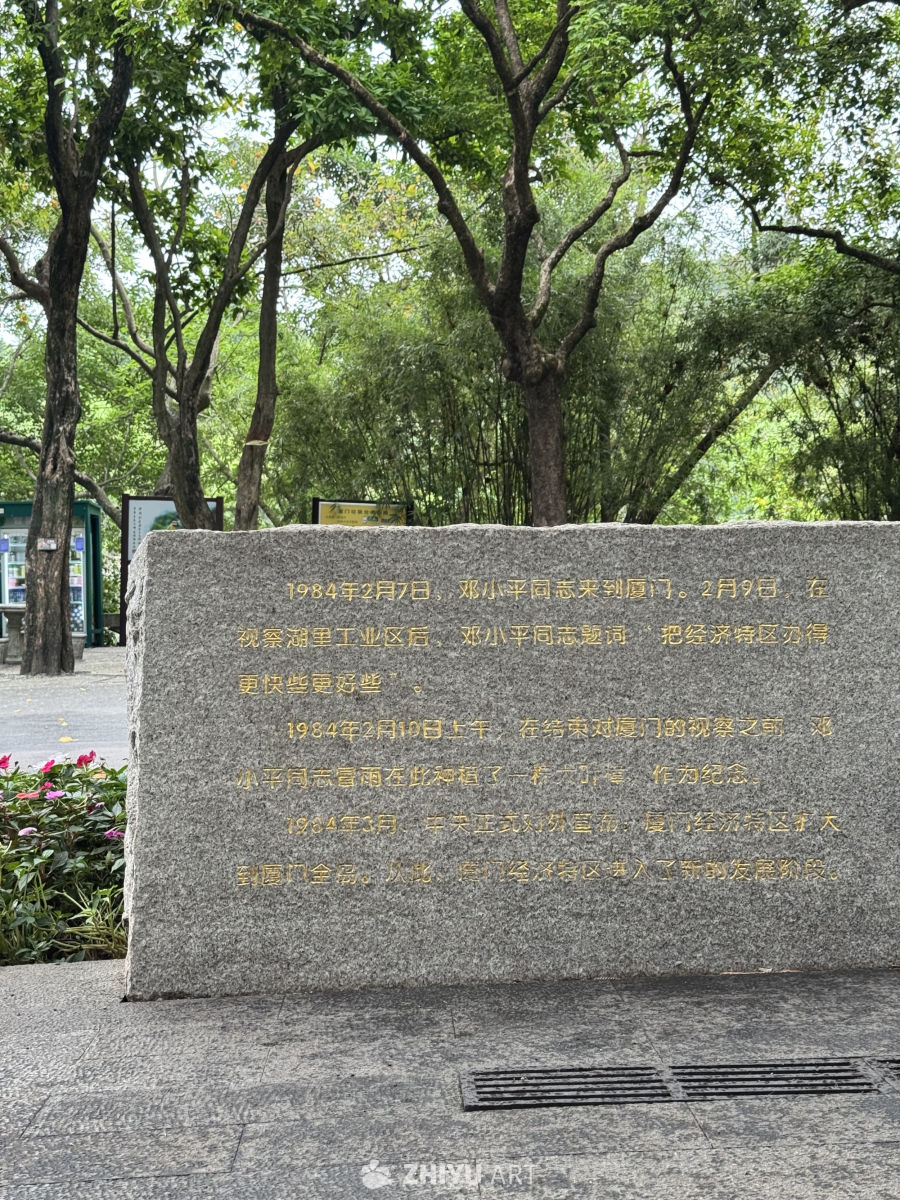 1984年2月7日，邓小平同志来到厦门。2月9日，在
视察湖里工业区后，邓小平同志题词“把经济特区办得
更快些更好些”。
1984年2月10日上午，在结束对厦门的视察之前，邓
小平同志冒雨在此种植了一 作为纪念。
1984年3月，中央正式对外宣布，厦门经济特区扩大
到厦门全岛。从此，厦门经济特区进入了新的发展阶段。
ZHIYU ART